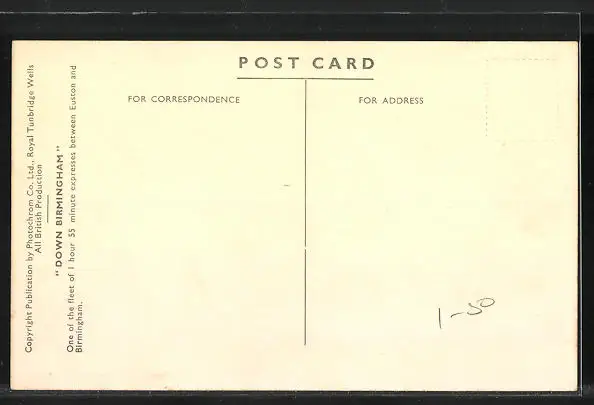 POST CARD
FOR CORRESPONDENCE
FOR ADDRESS
Copyright Publication by Photochrom Co. Ltd., Royal Tunbridge Wells
All British Production
"DOWN BIRMINGHAM"
One of the fleet of 1 hour 55 minute expresses between Euston and
Birmingham.
1-50